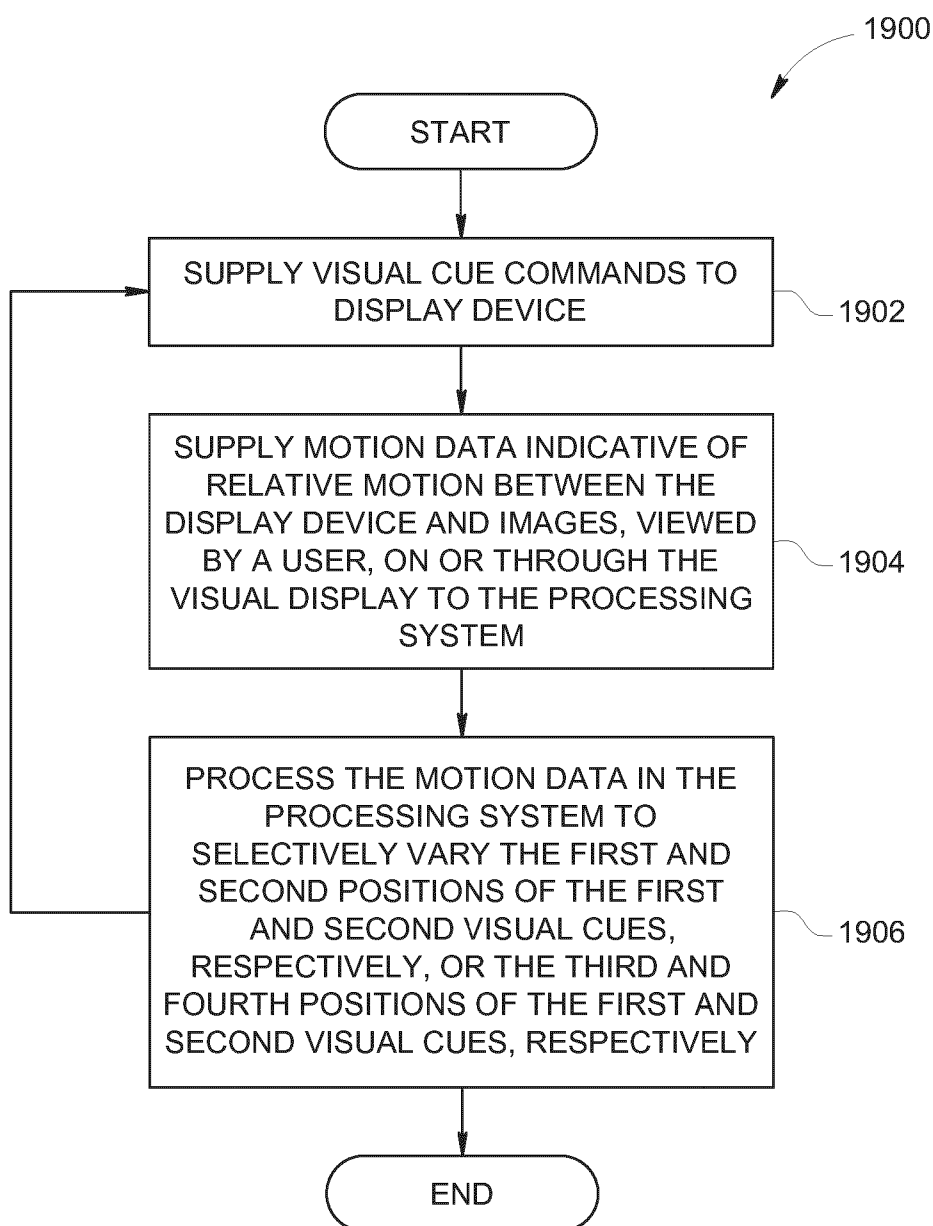 1900
START
SUPPLY VISUAL CUE COMMANDS TO
DISPLAY DEVICE
1902
SUPPLY MOTION DATA INDICATIVE OF
RELATIVE MOTION BETWEEN THE
DISPLAY DEVICE AND IMAGES, VIEWED
BY A USER, ON OR THROUGH THE
VISUAL DISPLAY TO THE PROCESSING
SYSTEM
1904
PROCESS THE MOTION DATA IN THE
PROCESSING SYSTEM TO
SELECTIVELY VARY THE FIRST AND
SECOND POSITIONS OF THE FIRST
AND SECOND VISUAL CUES,
RESPECTIVELY, OR THE THIRD AND
FOURTH POSITIONS OF THE FIRST AND
SECOND VISUAL CUES, RESPECTIVELY
1906
END